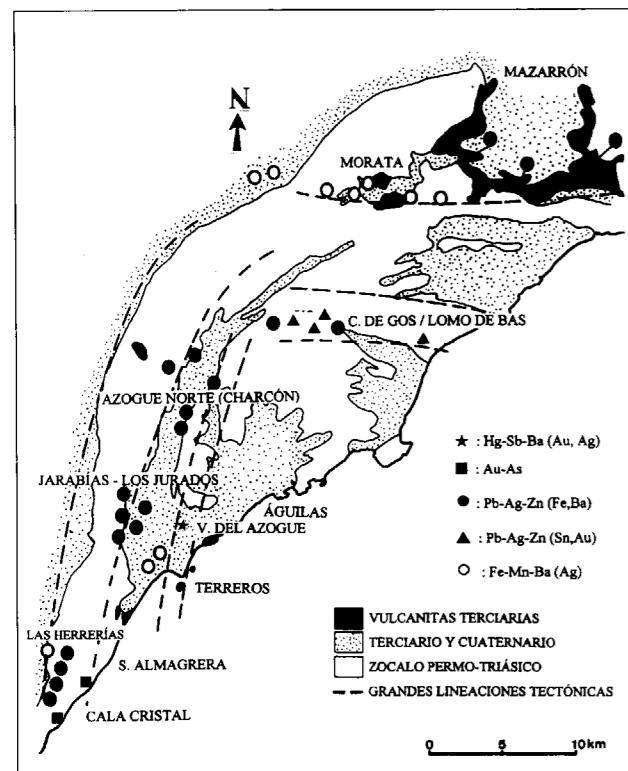 MAZARRÓN
N
MORATA
C. DE GOS / LOMO DE BAS
AZOGUE NORTE (CHARCÓN)
JARABÍAS - LOS JURADOS
ÁGUILAS
V. DEL AZOGUE
TERREROS
LAS HERRERÍAS
S. ALMAGRERA
CALA CRISTAL
: Hg-Sb-Ba (Au, Ag)
: Au-As
: Pb-Ag-Zn (Fe,Ba)
: Pb-Ag-Zn (Sn,Au)
: Fe-Mn-Ba (Ag)
VULCANITAS TERCIARIAS
TERCIARIO Y CUATERNARIO
ZOCALO PERMO-TRIÁSICO
GRANDES LINEACIONES TECTÓNICAS
0 5 10km